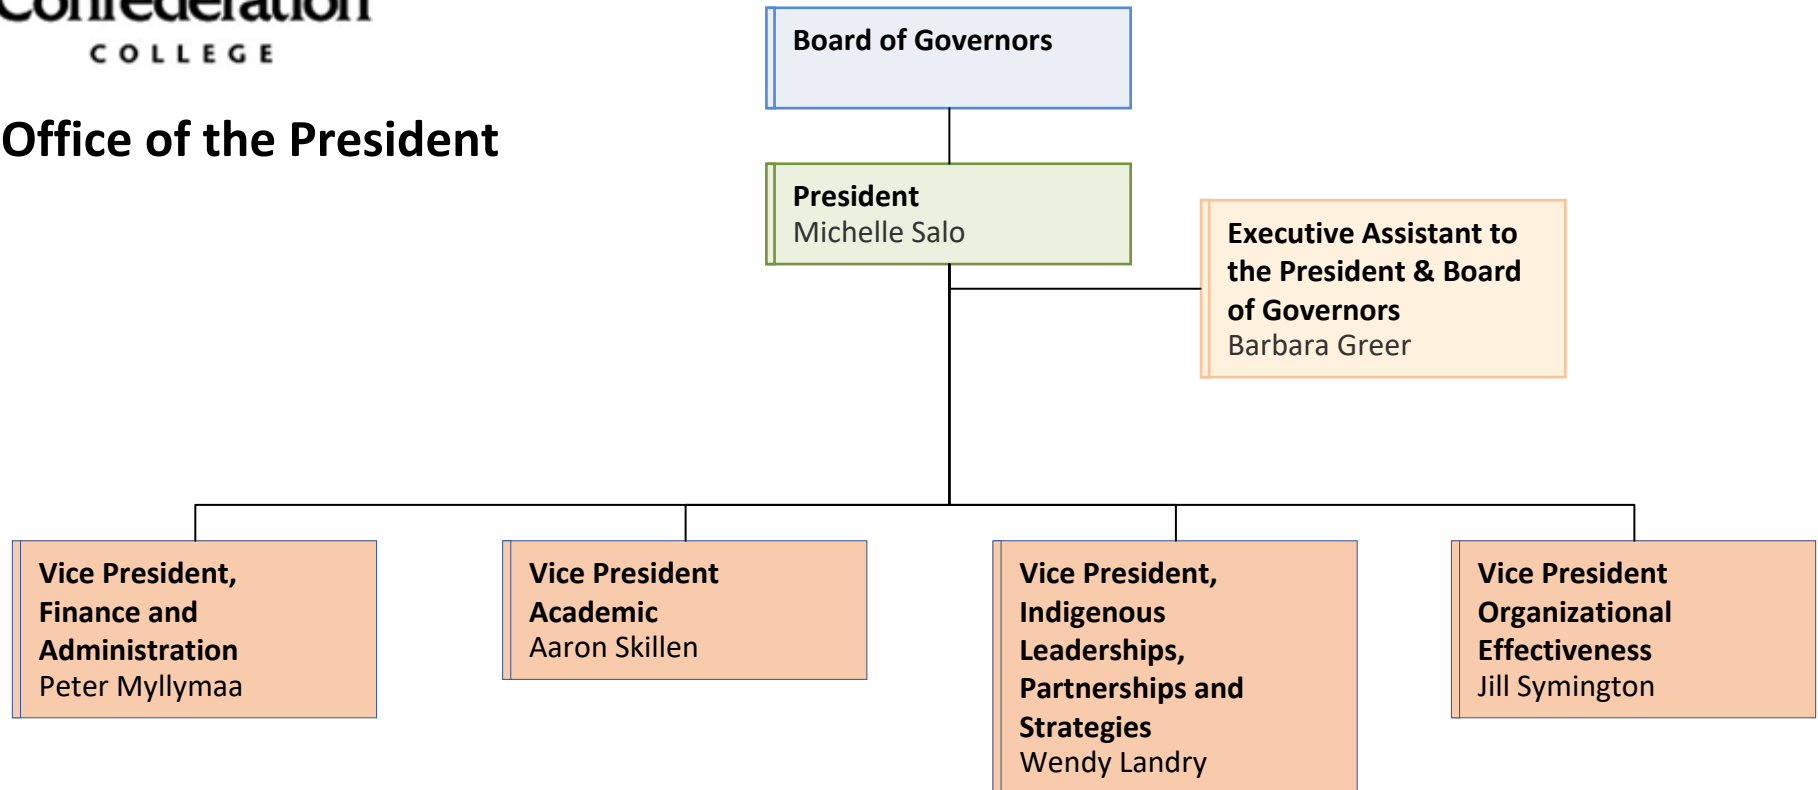 Confederation
COLLEGE
Office of the President
Board of Governors
President
Michelle Salo
Executive Assistant to
the President & Board
of Governors
Barbara Greer
Vice President,
Finance and
Administration
Peter Myllymaa
Vice President
Academic
Aaron Skillen
Vice President,
Indigenous
Leaderships,
Partnerships and
Strategies
Wendy Landry
Vice President
Organizational
Effectiveness
Jill Symington